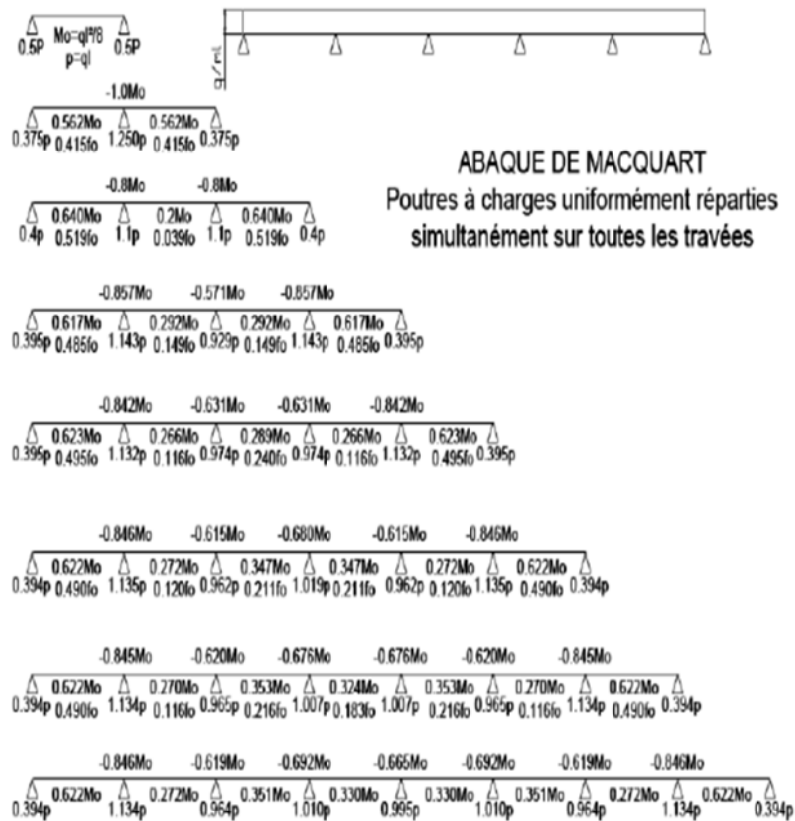 Mo=ql²/8
0.5P 0.5P
p=ql
q/ml
-1.0Mo
0.562Mo 0.562Mo
0.375p 0.415fo 1.250p 0.415fo 0.375p
ABAQUE DE MACQUART
Poutres à charges uniformément réparties
simultanément sur toutes les travées
-0.8Mo -0.8Mo
0.640Mo 0.2Mo 0.640Mo
0.4p 0.519fo 1.1p 0.039fo 1.1p 0.519fo 0.4p
-0.857Mo -0.571Mo -0.857Mo
0.617Mo 0.292Mo 0.292Mo 0.617Mo
0.395p 0.485fo 1.143p 0.149fo 0.929p 0.149fo 1.143p 0.485fo 0.395p
-0.842Mo -0.631Mo -0.631Mo -0.842Mo
0.623Mo 0.266Mo 0.289Mo 0.266Mo 0.623Mo
0.395p 0.495fo 1.132p 0.116fo 0.974p 0.240fo 0.974p 0.116fo 1.132p 0.495fo 0.395p
-0.846Mo -0.615Mo -0.680Mo -0.615Mo -0.846Mo
0.622Mo 0.272Mo 0.347Mo 0.347Mo 0.272Mo 0.622Mo
0.394p 0.490fo 1.135p 0.120fo 0.962p 0.211fo 1.019p 0.211fo 0.962p 0.120fo 1.135p 0.490fo 0.394p
-0.845Mo -0.620Mo -0.676Mo -0.676Mo -0.620Mo -0.845Mo
0.622Mo 0.270Mo 0.353Mo 0.324Mo 0.353Mo 0.270Mo 0.622Mo
0.394p 0.490fo 1.134p 0.116fo 0.965p 0.216fo 1.007p 0.183fo 1.007p 0.216fo 0.965p 0.116fo 1.134p 0.490fo 0.394p
-0.846Mo -0.619Mo -0.692Mo -0.665Mo -0.692Mo -0.619Mo -0.846Mo
0.622Mo 0.272Mo 0.351Mo 0.330Mo 0.330Mo 0.351Mo 0.272Mo 0.622Mo
0.394p 1.134p 0.964p 1.010p 0.995p 1.010p 0.964p 1.134p 0.394p